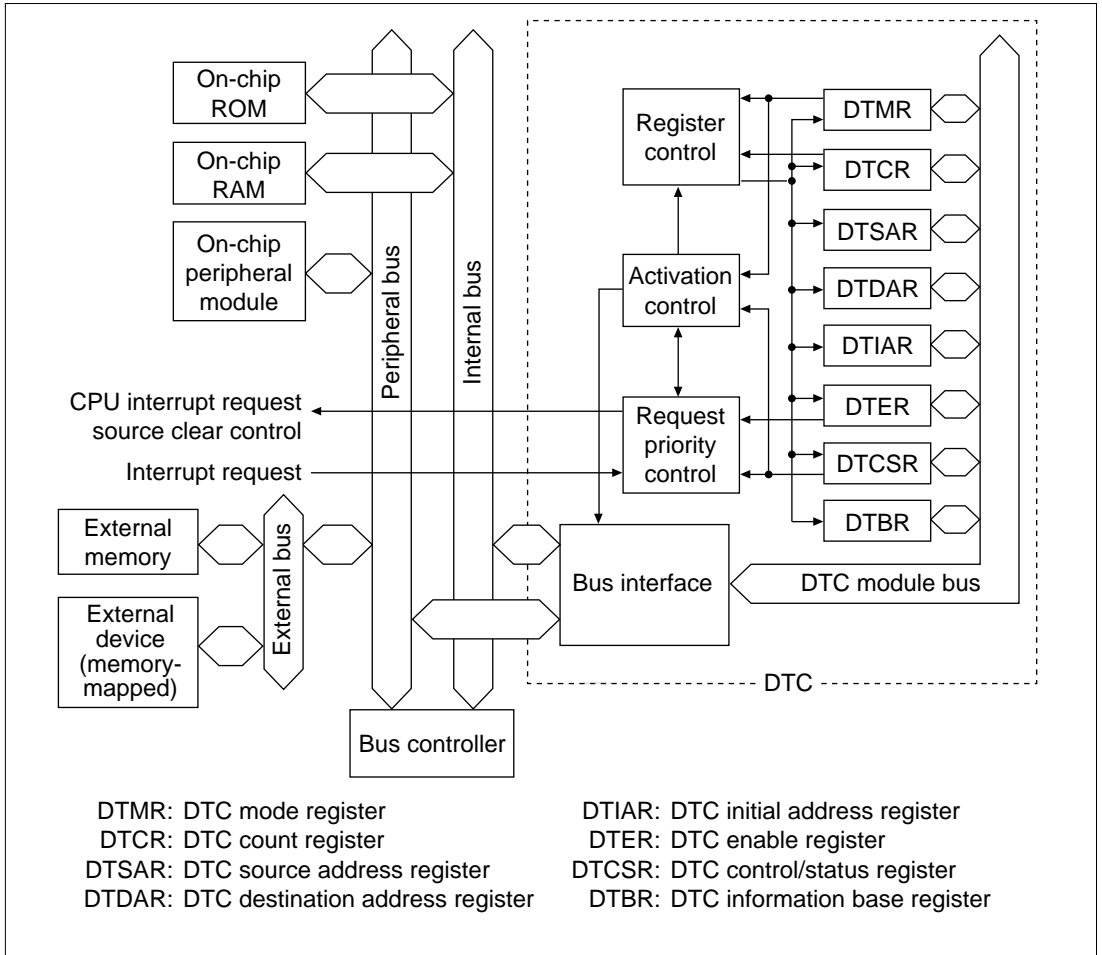 On-chip
ROM
On-chip
RAM
On-chip
peripheral
module
Peripheral bus
Internal bus
Register
control
Activation
control
Request
priority
control
DTMR
DTCR
DTSAR
DTDAR
DTIAR
DTER
DTCSR
DTBR
CPU interrupt request
source clear control
Interrupt request
External
memory
External
device
(memory-
mapped)
External bus
Bus interface
DTC module bus
DTC
Bus controller
DTMR: DTC mode register
DTCR: DTC count register
DTSAR: DTC source address register
DTDAR: DTC destination address register
DTIAR: DTC initial address register
DTER: DTC enable register
DTCSR: DTC control/status register
DTBR: DTC information base register